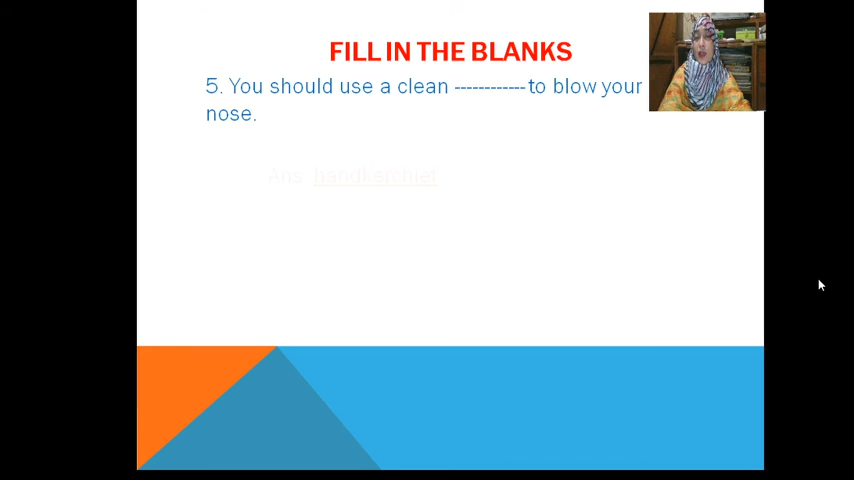 FILL IN THE BLANKS
5. You should use a clean ------------ to blow your
nose.
Ans: handkerchief